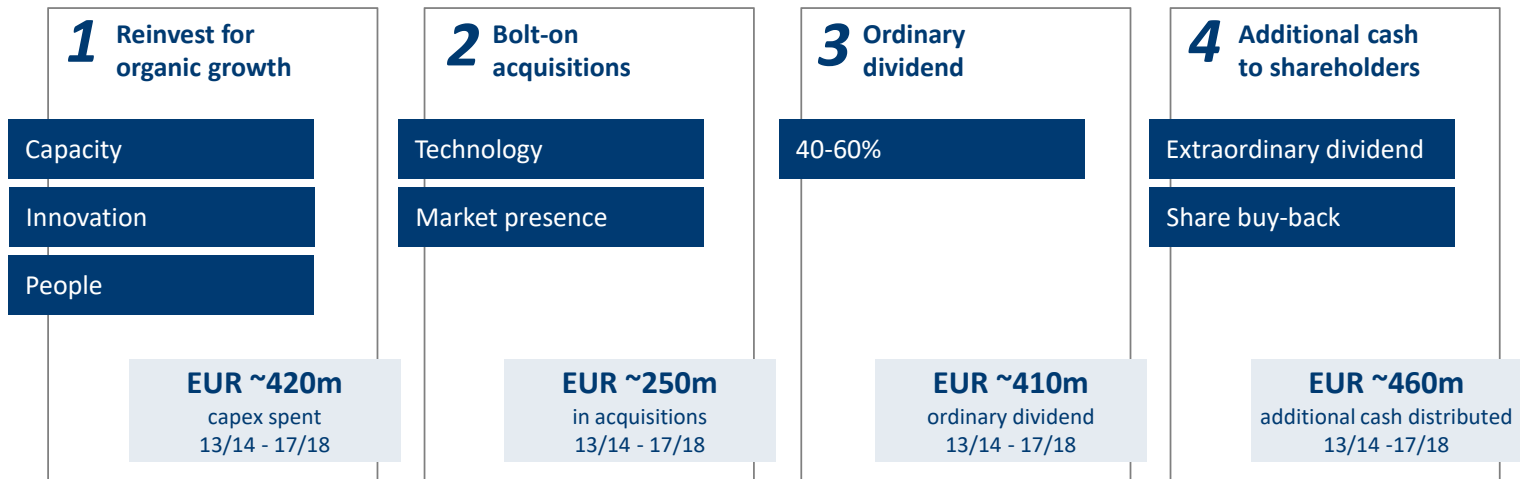 1 Reinvest for
organic growth
Capacity
Innovation
People
EUR ~420m
capex spent
13/14 - 17/18
2 Bolt-on
acquisitions
Technology
Market presence
EUR ~250m
in acquisitions
13/14 - 17/18
3 Ordinary
dividend
40-60%
EUR ~410m
ordinary dividend
13/14 - 17/18
4 Additional cash
to shareholders
Extraordinary dividend
Share buy-back
EUR ~460m
additional cash distributed
13/14 -17/18